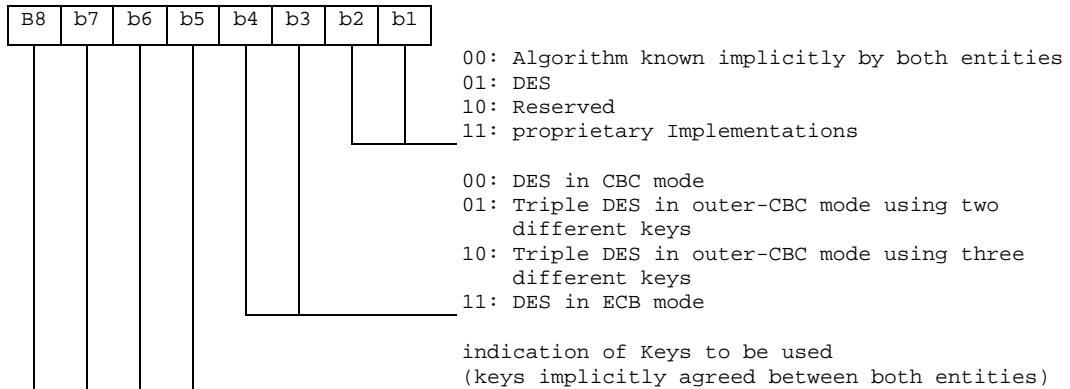 B8 b7 b6 b5 b4 b3 b2 b1
00: Algorithm known implicitly by both entities
01: DES
10: Reserved
11: proprietary Implementations
00: DES in CBC mode
01: Triple DES in outer-CBC mode using two
different keys
10: Triple DES in outer-CBC mode using three
different keys
11: DES in ECB mode
indication of Keys to be used
(keys implicitly agreed between both entities)